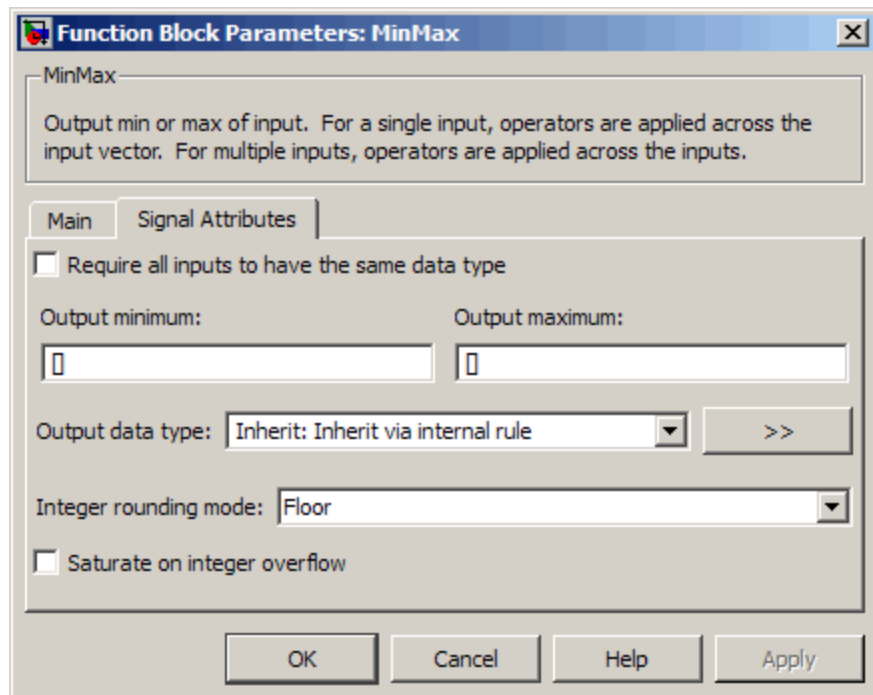 Function Block Parameters: MinMax
MinMax
Output min or max of input.  For a single input, operators are applied across the
input vector.  For multiple inputs, operators are applied across the inputs.
Main
Signal Attributes
Require all inputs to have the same data type
Output minimum:
Output maximum:
[]
[]
Output data type:
Inherit: Inherit via internal rule
>>
Integer rounding mode:
Floor
Saturate on integer overflow
OK
Cancel
Help
Apply